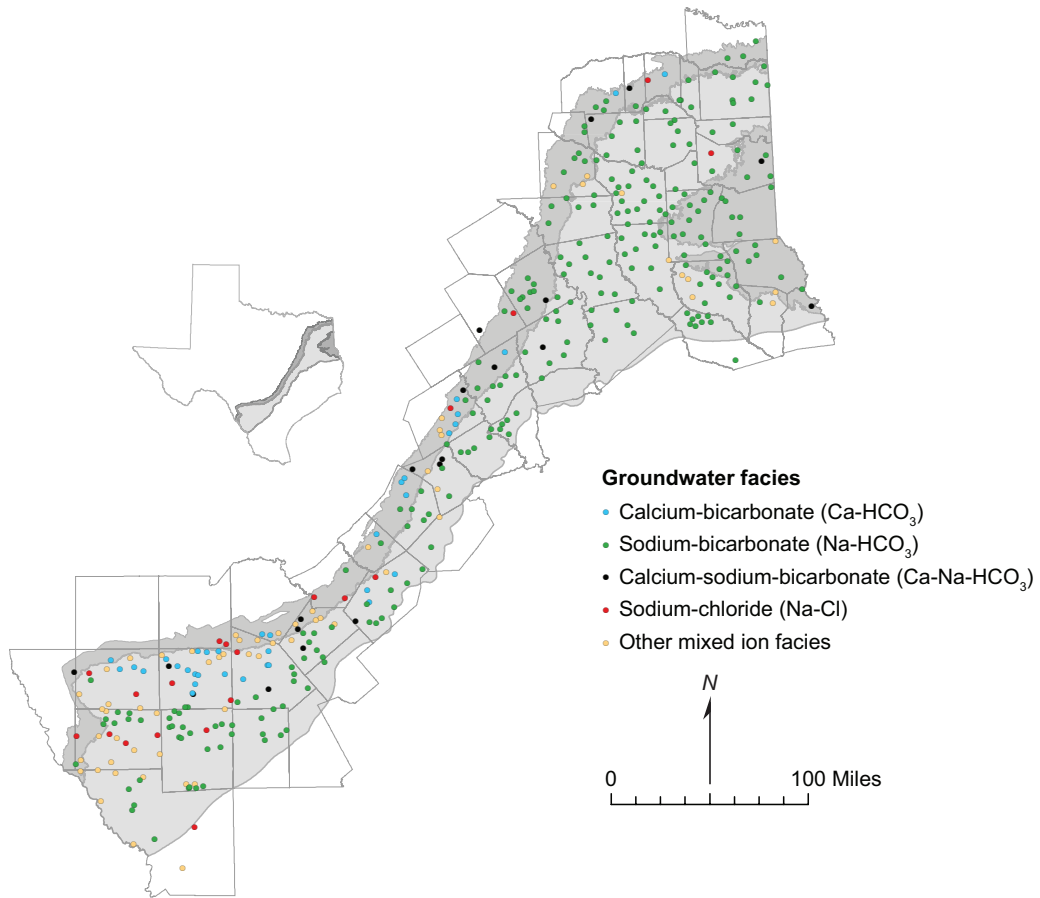 Groundwater facies
Calcium-bicarbonate (Ca-HCO₃)
Sodium-bicarbonate (Na-HCO₃)
Calcium-sodium-bicarbonate (Ca-Na-HCO₃)
Sodium-chloride (Na-Cl)
Other mixed ion facies
N
0 100 Miles